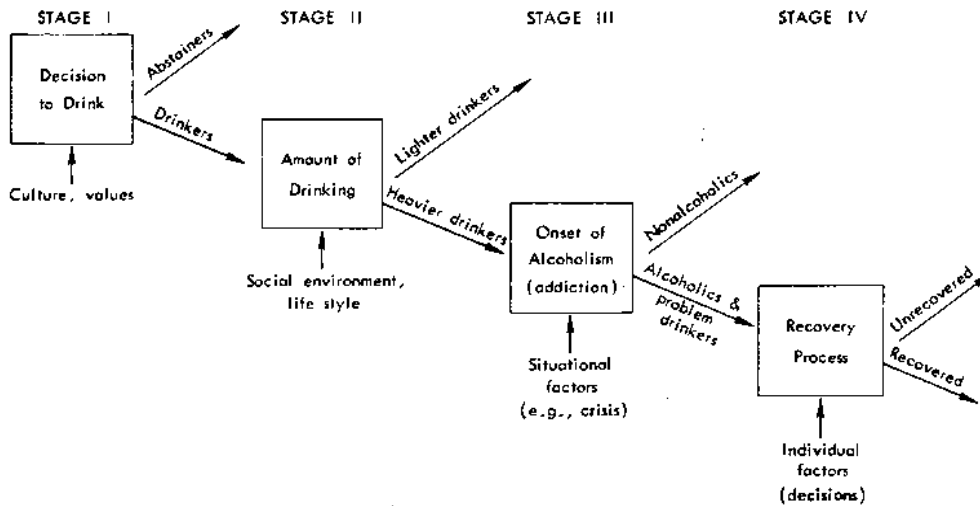 STAGE I
STAGE II
STAGE III
STAGE IV
Decision
to Drink
Abstainers
Drinkers
Culture, values
Amount of
Drinking
Lighter drinkers
Heavier drinkers
Social environment,
life style
Onset of
Alcoholism
(addiction)
Nonalcoholics
Alcoholics &
problem
drinkers
Situational
factors
(e.g., crisis)
Recovery
Process
Unrecovered
Recovered
Individual
factors
(decisions)